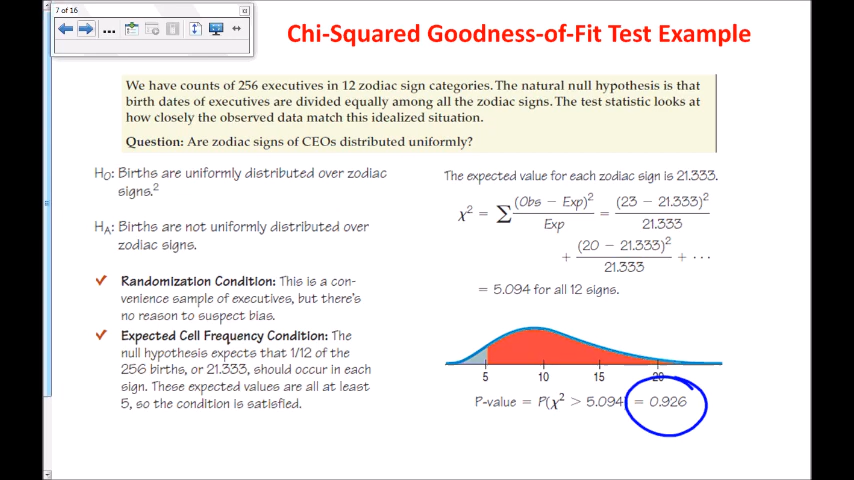 7 of 16
Chi-Squared Goodness-of-Fit Test Example
We have counts of 256 executives in 12 zodiac sign categories. The natural null hypothesis is that
birth dates of executives are divided equally among all the zodiac signs. The test statistic looks at
how closely the observed data match this idealized situation.
Question: Are zodiac signs of CEOs distributed uniformly?
H₀: Births are uniformly distributed over zodiac
signs.²
Hᴀ: Births are not uniformly distributed over
zodiac signs.
✓ Randomization Condition: This is a con-
venience sample of executives, but there's
no reason to suspect bias.
✓ Expected Cell Frequency Condition: The
null hypothesis expects that 1/12 of the
256 births, or 21.333, should occur in each
sign. These expected values are all at least
5, so the condition is satisfied.
The expected value for each zodiac sign is 21.333.
χ² = ∑ (Obs − Exp)² / Exp = (23 − 21.333)² / 21.333
+ (20 − 21.333)² / 21.333 + ···
= 5.094 for all 12 signs.
5 10 15 20
P-value = P(χ² > 5.094) = 0.926